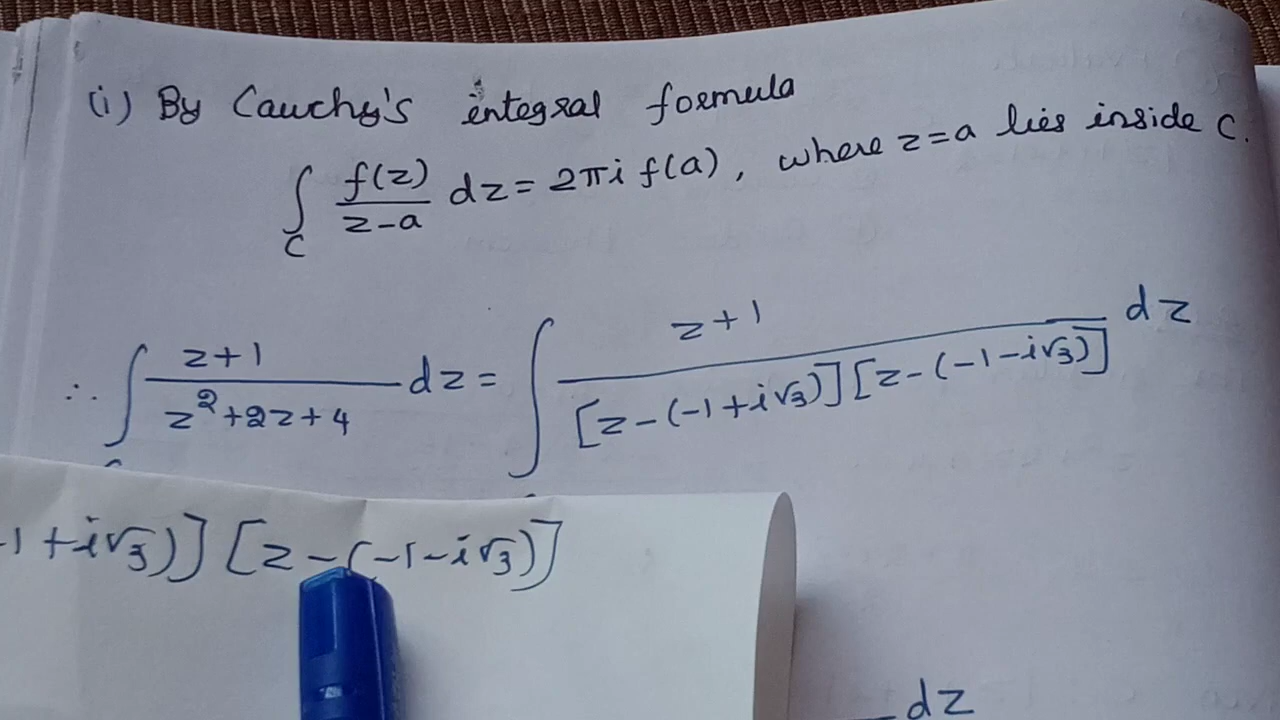 (i) By Cauchy's integral formula
∫_C f(z)/(z-a) dz = 2πi f(a), where z=a lies inside C.
∴ ∫ (z+1)/(z²+2z+4) dz = ∫ (z+1)/([z-(-1+i√3)][z-(-1-i√3)]) dz
-1+i√3)][z-(-1-i√3)]
dz